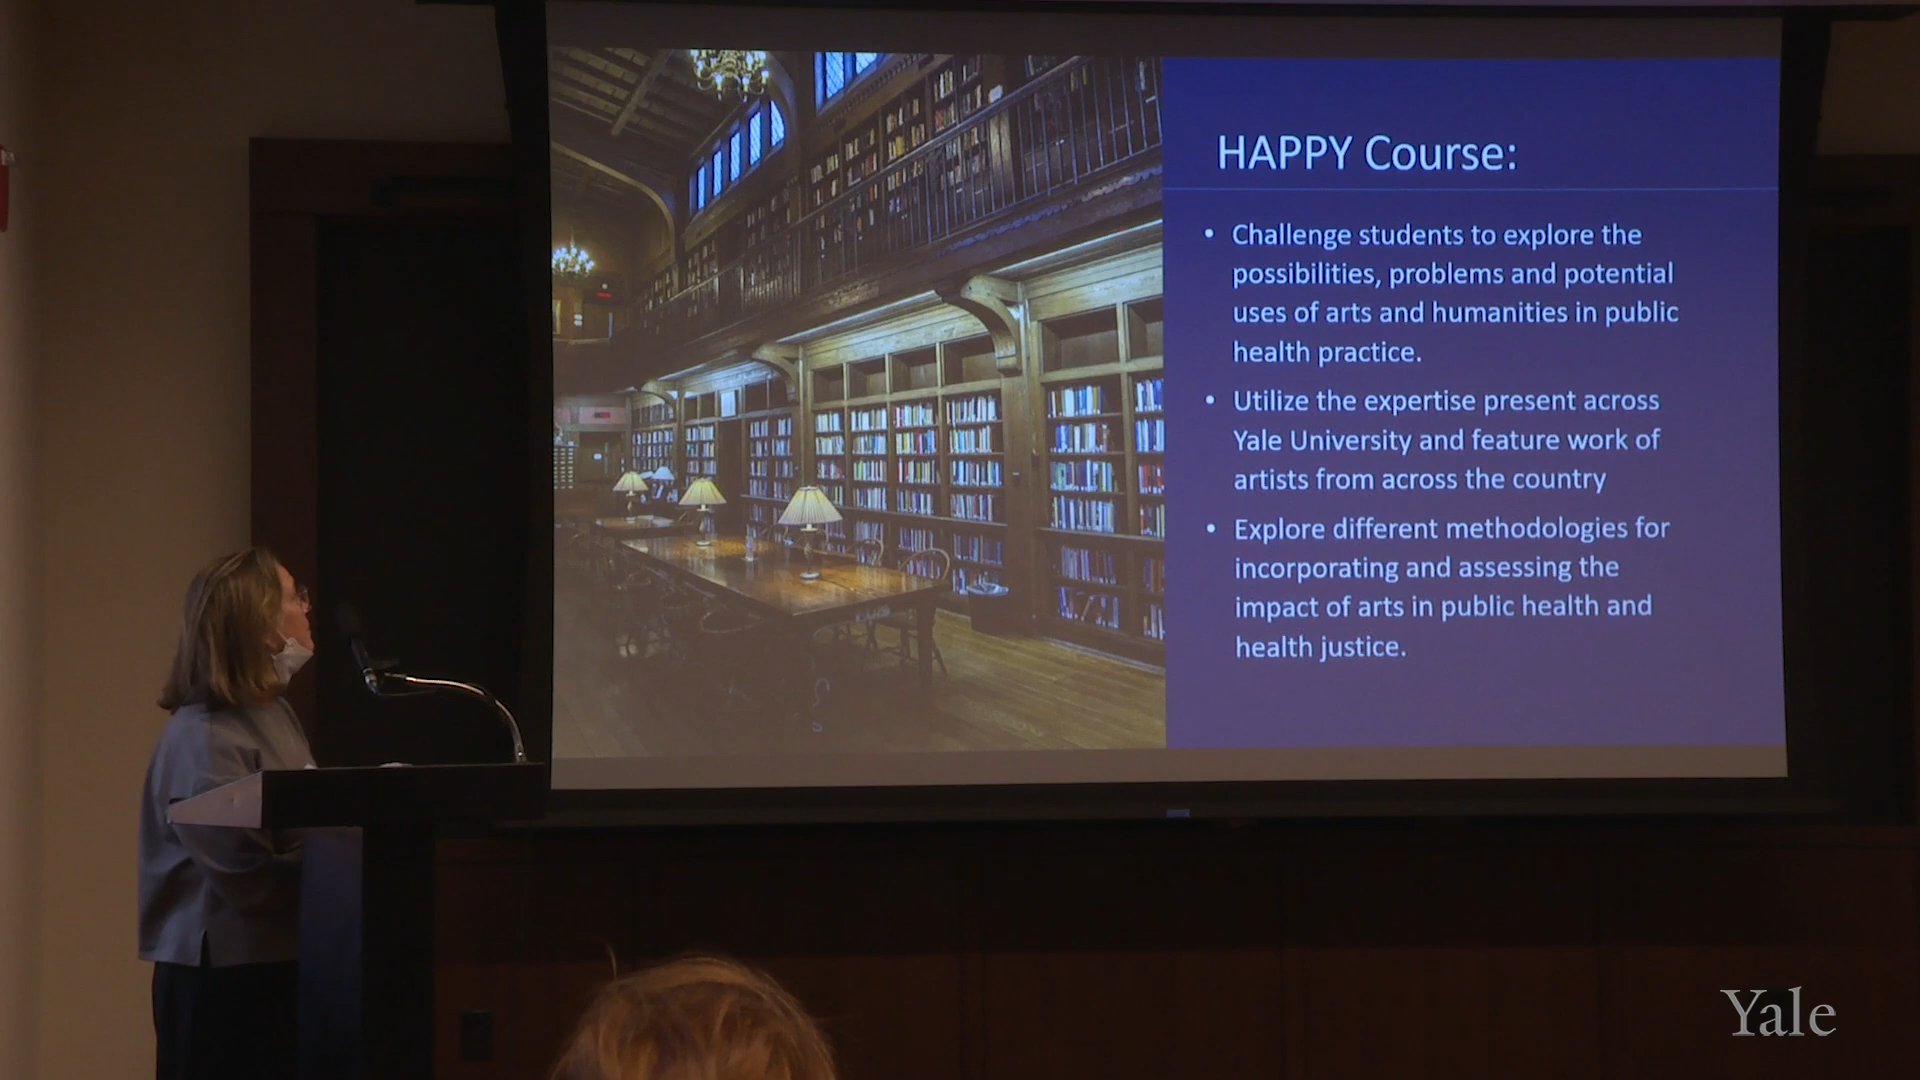 HAPPY Course:
• Challenge students to explore the
possibilities, problems and potential
uses of arts and humanities in public
health practice.
• Utilize the expertise present across
Yale University and feature work of
artists from across the country
• Explore different methodologies for
incorporating and assessing the
impact of arts in public health and
health justice.
Yale